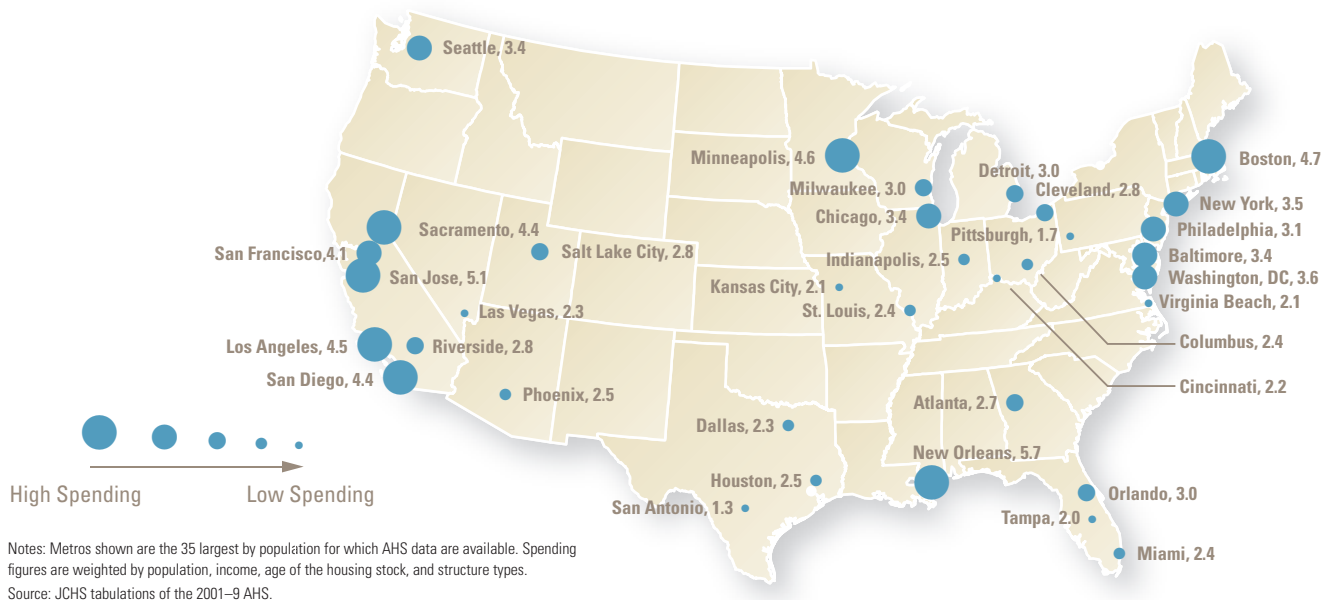 Seattle, 3.4
Minneapolis, 4.6
Boston, 4.7
Detroit, 3.0
Milwaukee, 3.0
Cleveland, 2.8
New York, 3.5
Chicago, 3.4
Sacramento, 4.4
Pittsburgh, 1.7
Philadelphia, 3.1
San Francisco,4.1
Salt Lake City, 2.8
Indianapolis, 2.5
Baltimore, 3.4
San Jose, 5.1
Kansas City, 2.1
Washington, DC, 3.6
Las Vegas, 2.3
St. Louis, 2.4
Virginia Beach, 2.1
Los Angeles, 4.5
Riverside, 2.8
Columbus, 2.4
San Diego, 4.4
Cincinnati, 2.2
Phoenix, 2.5
Atlanta, 2.7
Dallas, 2.3
New Orleans, 5.7
Houston, 2.5
Orlando, 3.0
San Antonio, 1.3
Tampa, 2.0
Miami, 2.4
High Spending
Low Spending
Notes: Metros shown are the 35 largest by population for which AHS data are available. Spending
figures are weighted by population, income, age of the housing stock, and structure types.
Source: JCHS tabulations of the 2001–9 AHS.